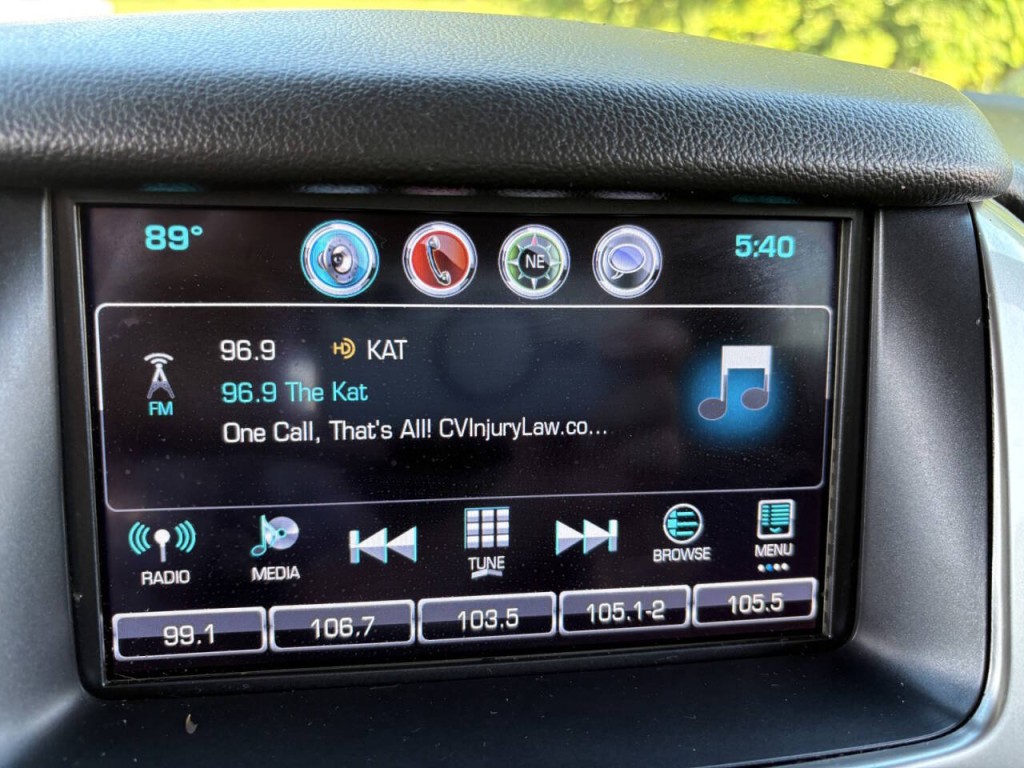 89°
NE
5:40
96.9 HD KAT
FM
96.9 The Kat
One Call, That's All! CVInjuryLaw.co...
RADIO
MEDIA
TUNE
BROWSE
MENU
99.1
106.7
103.5
105.1-2
105.5